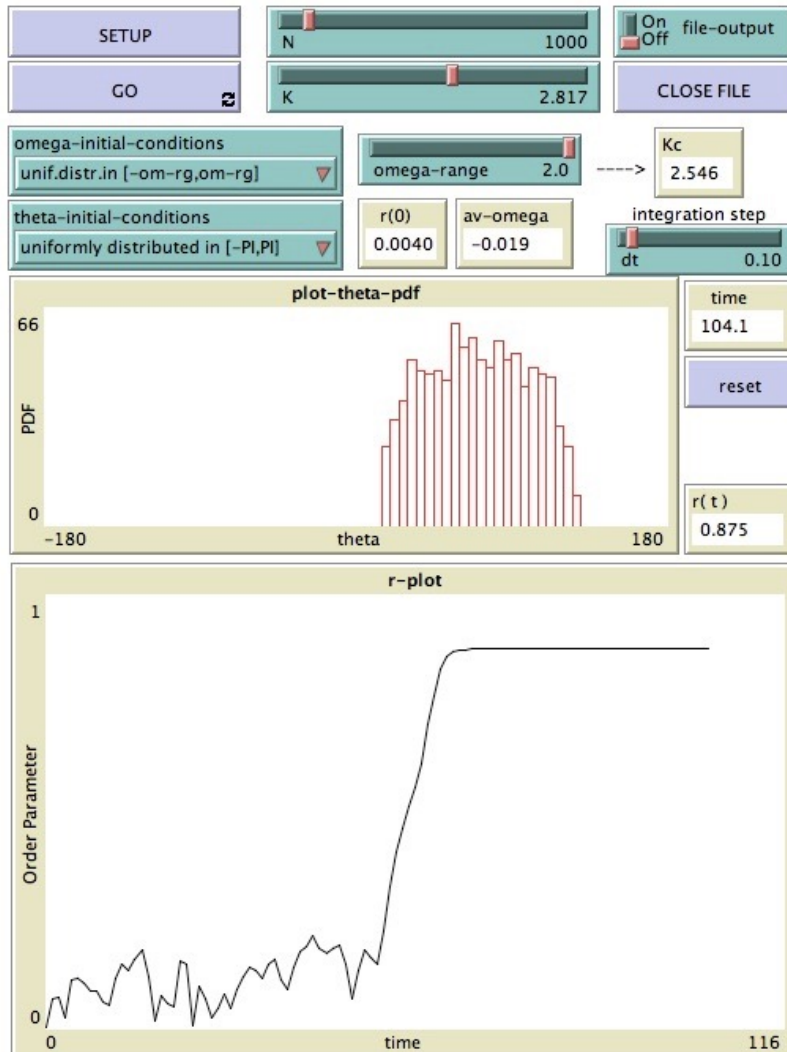 SETUP
N 1000
On
Off
file-output
GO
K 2.817
CLOSE FILE
omega-initial-conditions
unif.distr.in [-om-rg,om-rg]
omega-range 2.0
---->
Kc
2.546
theta-initial-conditions
uniformly distributed in [-PI,PI]
r(0)
0.0040
av-omega
-0.019
integration step
dt 0.10
plot-theta-pdf
66
PDF
0
-180 theta 180
time
104.1
reset
r( t )
0.875
r-plot
1
Order Parameter
0
0 time 116